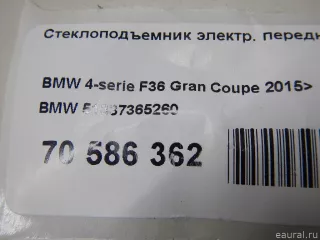 Стеклоподъемник электр. передн
BMW 4-serie F36 Gran Coupe 2015>
BMW
70 586 362
eaural.ru